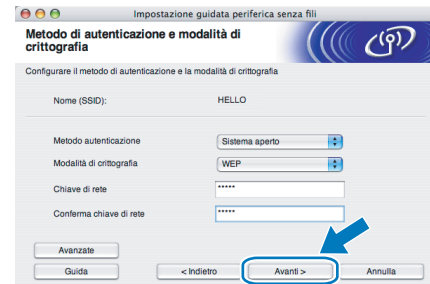 Impostazione guidata periferica senza fili
Metodo di autenticazione e modalità di
crittografia
Configurare il metodo di autenticazione e la modalità di crittografia
Nome (SSID): HELLO
Metodo autenticazione Sistema aperto
Modalità di crittografia WEP
Chiave di rete *****
Conferma chiave di rete *****
Avanzate
Guida < Indietro Avanti > Annulla